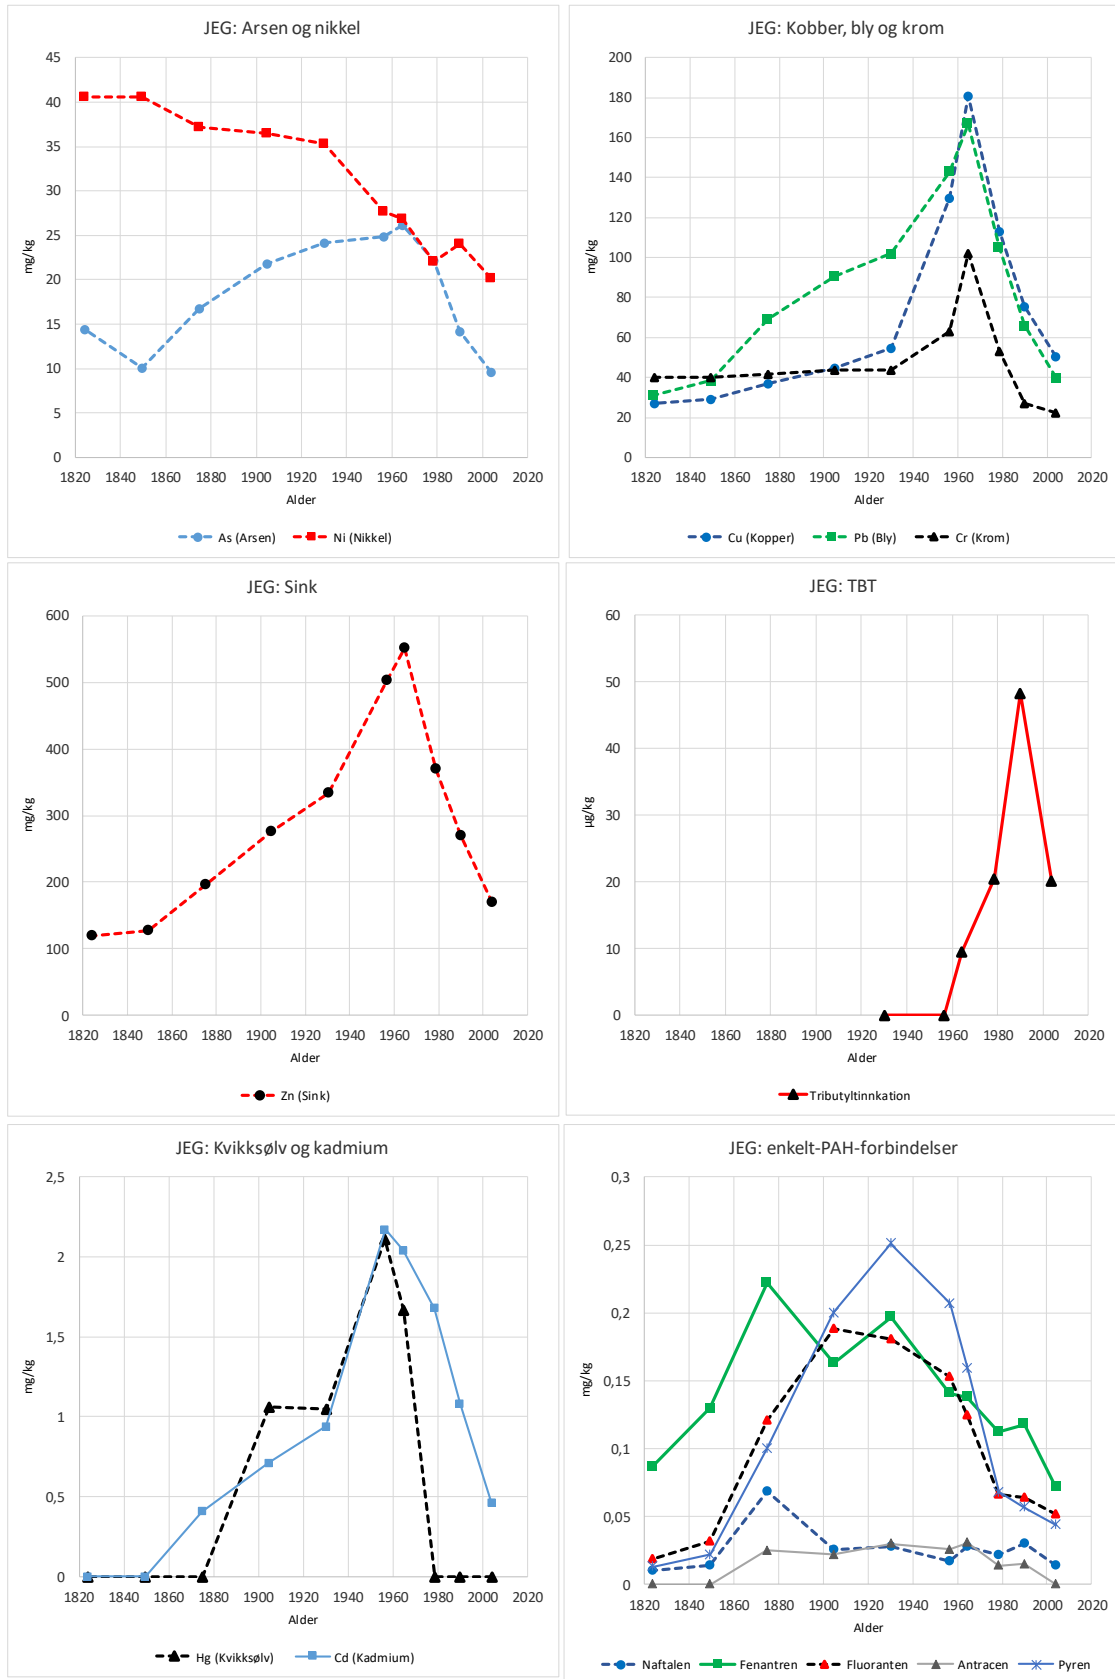 JEG: Arsen og nikkel
45
40
35
30
25
20
15
10
5
0
mg/kg
1820 1840 1860 1880 1900 1920 1940 1960 1980 2000 2020
Alder
As (Arsen) Ni (Nikkel)
JEG: Kobber, bly og krom
200
180
160
140
120
100
80
60
40
20
0
mg/kg
1820 1840 1860 1880 1900 1920 1940 1960 1980 2000 2020
Alder
Cu (Kopper) Pb (Bly) Cr (Krom)
JEG: Sink
600
500
400
300
200
100
0
mg/kg
1820 1840 1860 1880 1900 1920 1940 1960 1980 2000 2020
Alder
Zn (Sink)
JEG: TBT
60
50
40
30
20
10
0
µg/kg
1820 1840 1860 1880 1900 1920 1940 1960 1980 2000 2020
Alder
Tributyltinnkation
JEG: Kvikksølv og kadmium
2,5
2
1,5
1
0,5
0
mg/kg
1820 1840 1860 1880 1900 1920 1940 1960 1980 2000 2020
Alder
Hg (Kvikksølv) Cd (Kadmium)
JEG: enkelt-PAH-forbindelser
0,3
0,25
0,2
0,15
0,1
0,05
0
mg/kg
1820 1840 1860 1880 1900 1920 1940 1960 1980 2000 2020
Alder
Naftalen Fenantren Fluoranten Antracen Pyren